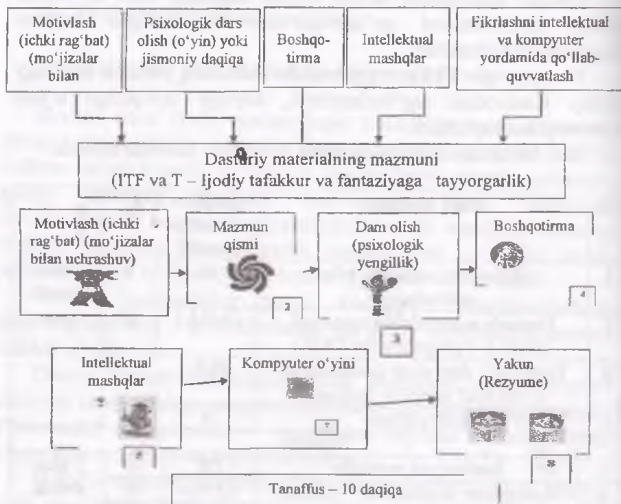 Motivlash
(ichki rag‘bat)
(mo‘jizalar
bilan
Psixologik dars
olish (o‘yin) yoki
jismoniy daqiqa
Boshqo-
tirma
Intellektual
mashqlar
Fikrlashni intellektual
va kompyuter
yordamida qo‘llab-
quvvatlash
Dasturiy materialning mazmuni
(ITF va T – Ijodiy tafakkur va fantaziyaga tayyorgarlik)
Motivlash (ichki
rag‘bat) (mo‘jizalar
bilan uchrashuv)
Mazmun
qismi
2
Dam olish
(psixologik
yengillik)
3
Boshqotirma
4
Intellektual
mashqlar
Kompyuter o‘yini
7
Yakun
(Rezyume)
8
Tanaffus – 10 daqiqa